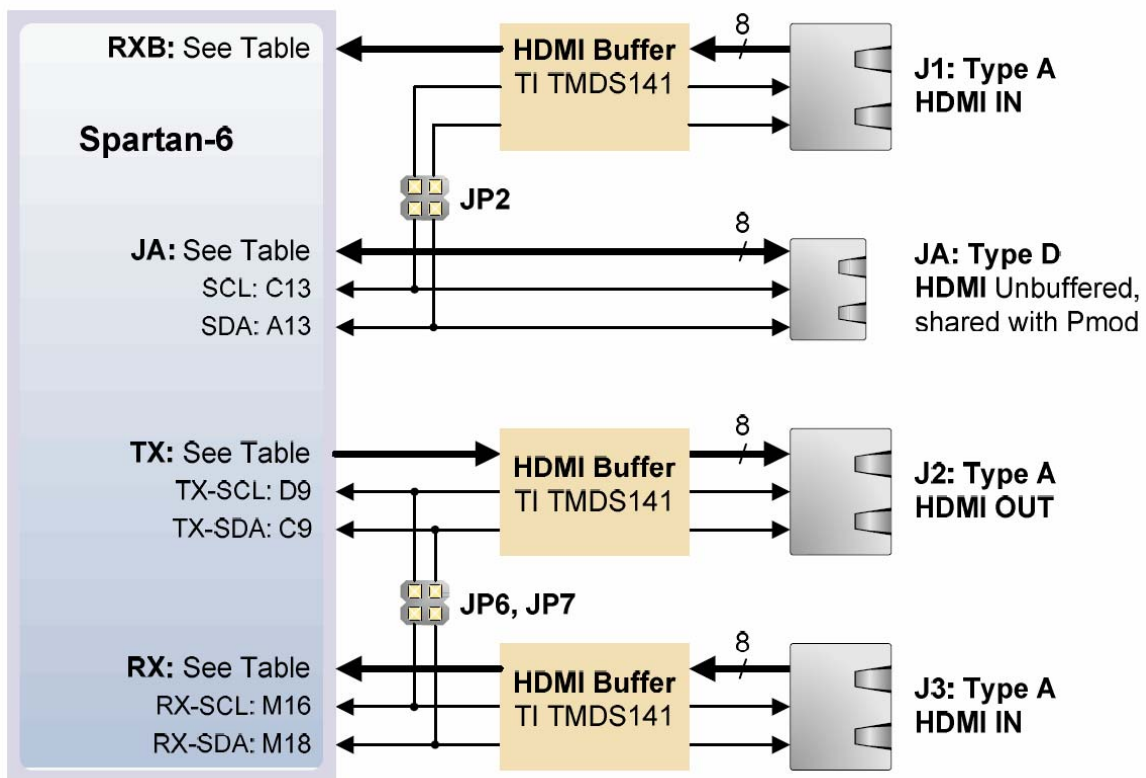 RXB: See Table
Spartan-6
HDMI Buffer
TI TMDS141
8
J1: Type A
HDMI IN
JP2
JA: See Table
SCL: C13
SDA: A13
8
JA: Type D
HDMI Unbuffered,
shared with Pmod
TX: See Table
TX-SCL: D9
TX-SDA: C9
HDMI Buffer
TI TMDS141
8
J2: Type A
HDMI OUT
JP6, JP7
RX: See Table
RX-SCL: M16
RX-SDA: M18
HDMI Buffer
TI TMDS141
8
J3: Type A
HDMI IN